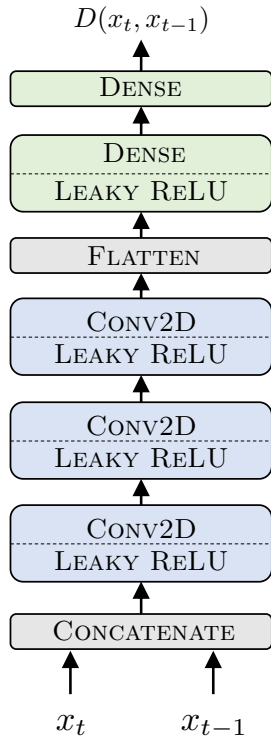 D(x_t, x_{t−1})
DENSE
DENSE
LEAKY RELU
FLATTEN
CONV2D
LEAKY RELU
CONV2D
LEAKY RELU
CONV2D
LEAKY RELU
CONCATENATE
x_t x_{t−1}